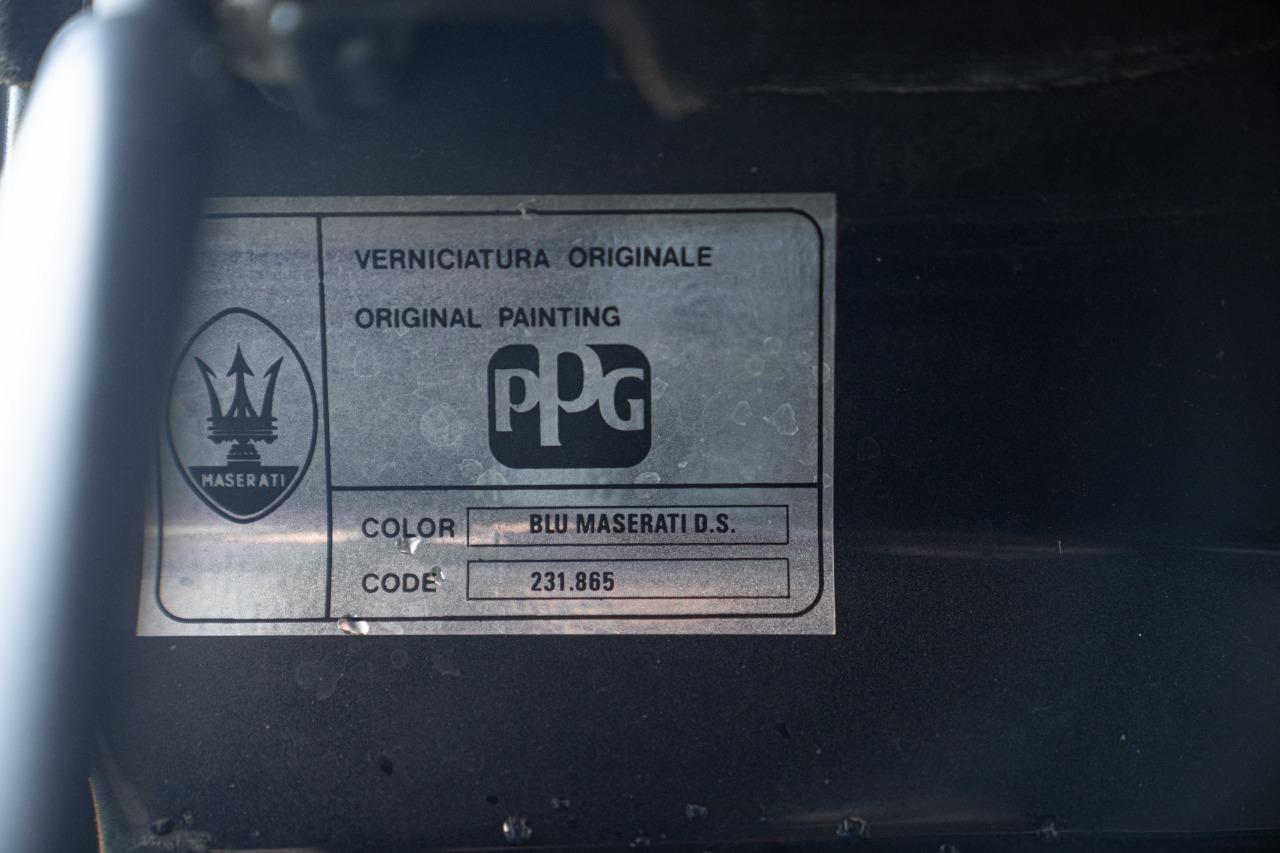 VERNICIATURA ORIGINALE
ORIGINAL PAINTING
PPG
MASERATI
COLOR BLU MASERATI D.S.
CODE 231.865